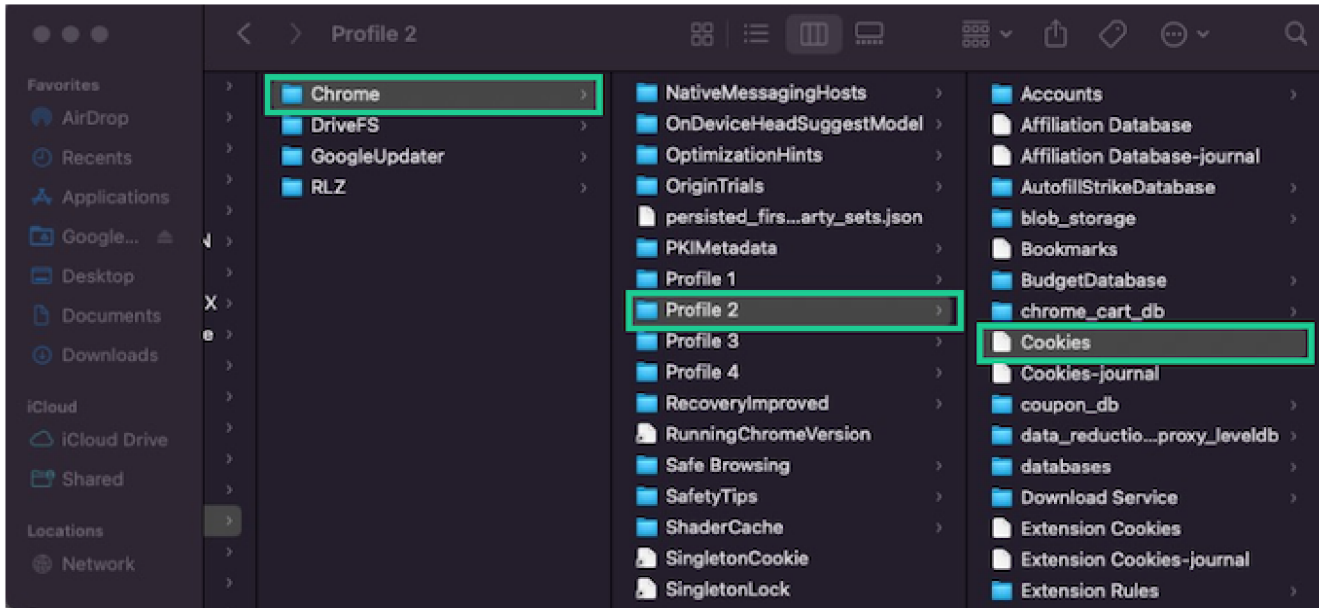 Profile 2
Favorites
AirDrop
Recents
Applications
Google...
Desktop
Documents
Downloads
iCloud
iCloud Drive
Shared
Locations
Network
N
X
e
Chrome
DriveFS
GoogleUpdater
RLZ
NativeMessagingHosts
OnDeviceHeadSuggestModel
OptimizationHints
OriginTrials
persisted_firs...arty_sets.json
PKIMetadata
Profile 1
Profile 2
Profile 3
Profile 4
RecoveryImproved
RunningChromeVersion
Safe Browsing
SafetyTips
ShaderCache
SingletonCookie
SingletonLock
Accounts
Affiliation Database
Affiliation Database-journal
AutofillStrikeDatabase
blob_storage
Bookmarks
BudgetDatabase
chrome_cart_db
Cookies
Cookies-journal
coupon_db
data_reductio...proxy_leveldb
databases
Download Service
Extension Cookies
Extension Cookies-journal
Extension Rules